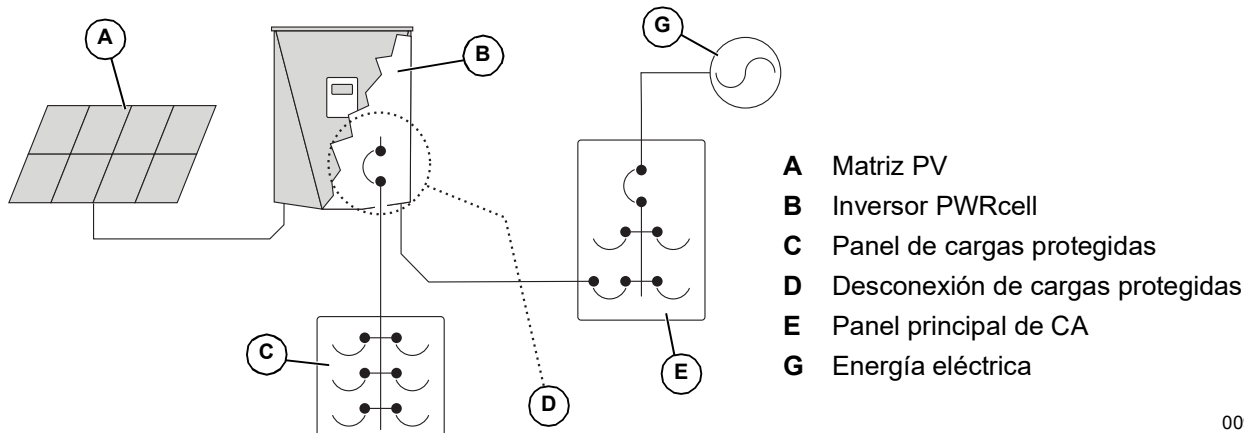 A
B
G
C
D
E
A Matriz PV
B Inversor PWRcell
C Panel de cargas protegidas
D Desconexión de cargas protegidas
E Panel principal de CA
G Energía eléctrica
00